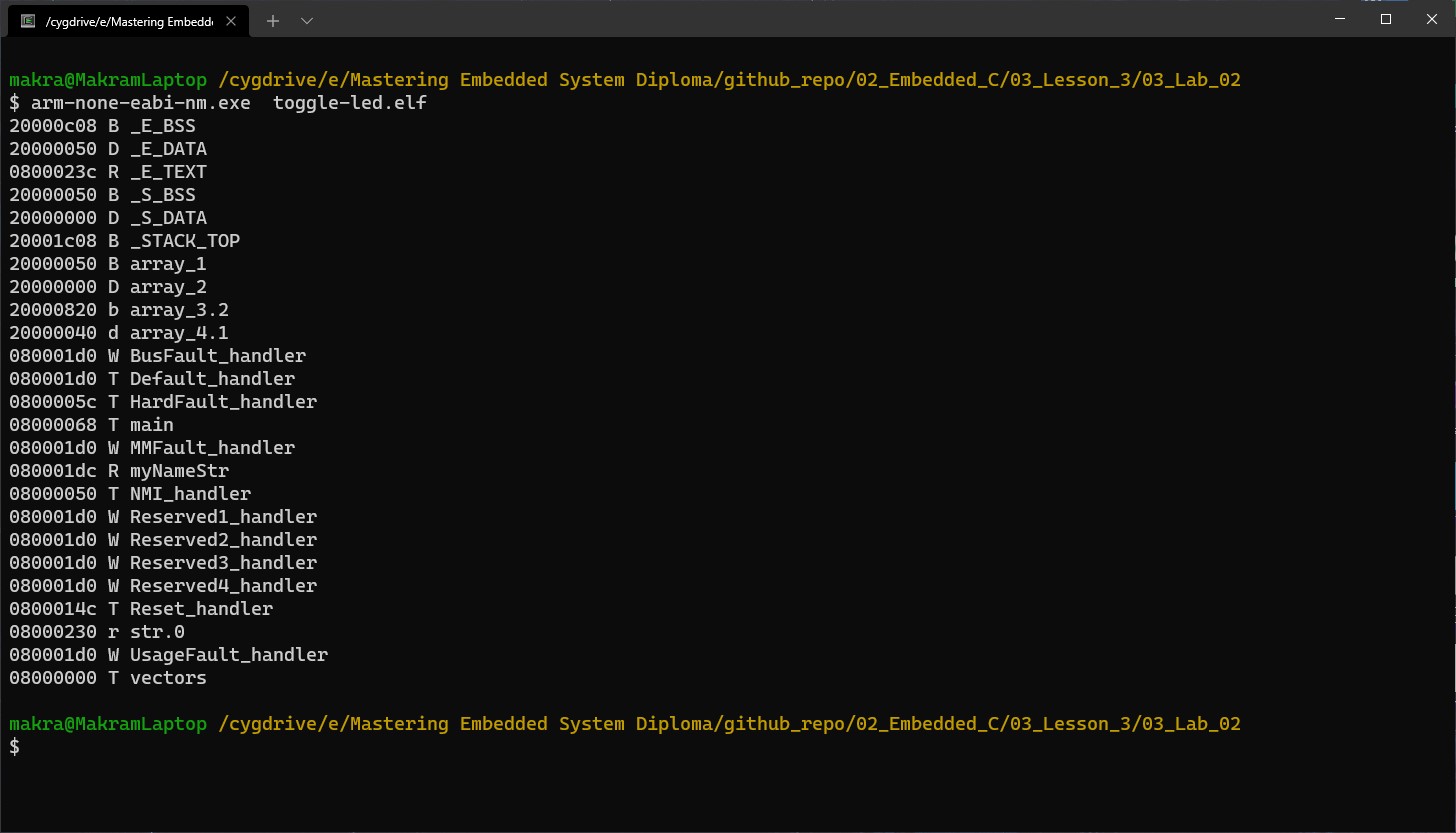 /cygdrive/e/Mastering Embedde
makra@MakramLaptop /cygdrive/e/Mastering Embedded System Diploma/github_repo/02_Embedded_C/03_Lesson_3/03_Lab_02
$ arm-none-eabi-nm.exe  toggle-led.elf
20000c08 B _E_BSS
20000050 D _E_DATA
0800023c R _E_TEXT
20000050 B _S_BSS
20000000 D _S_DATA
20001c08 B _STACK_TOP
20000050 B array_1
20000000 D array_2
20000820 b array_3.2
20000040 d array_4.1
080001d0 W BusFault_handler
080001d0 T Default_handler
0800005c T HardFault_handler
08000068 T main
080001d0 W MMFault_handler
080001dc R myNameStr
08000050 T NMI_handler
080001d0 W Reserved1_handler
080001d0 W Reserved2_handler
080001d0 W Reserved3_handler
080001d0 W Reserved4_handler
0800014c T Reset_handler
08000230 r str.0
080001d0 W UsageFault_handler
08000000 T vectors
makra@MakramLaptop /cygdrive/e/Mastering Embedded System Diploma/github_repo/02_Embedded_C/03_Lesson_3/03_Lab_02
$